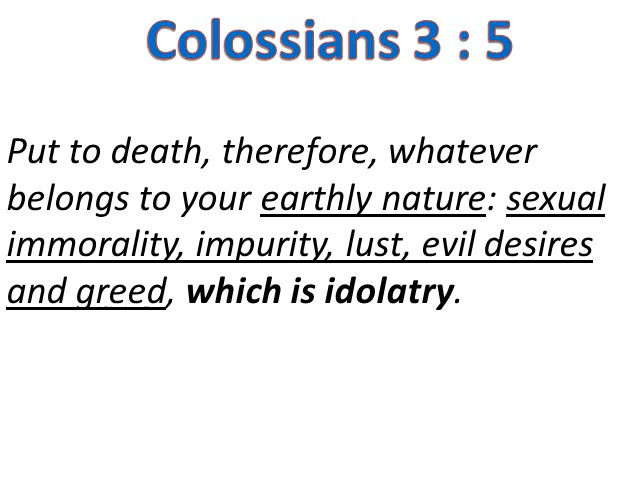 Colossians 3 : 5
Put to death, therefore, whatever
belongs to your earthly nature: sexual
immorality, impurity, lust, evil desires
and greed, which is idolatry.